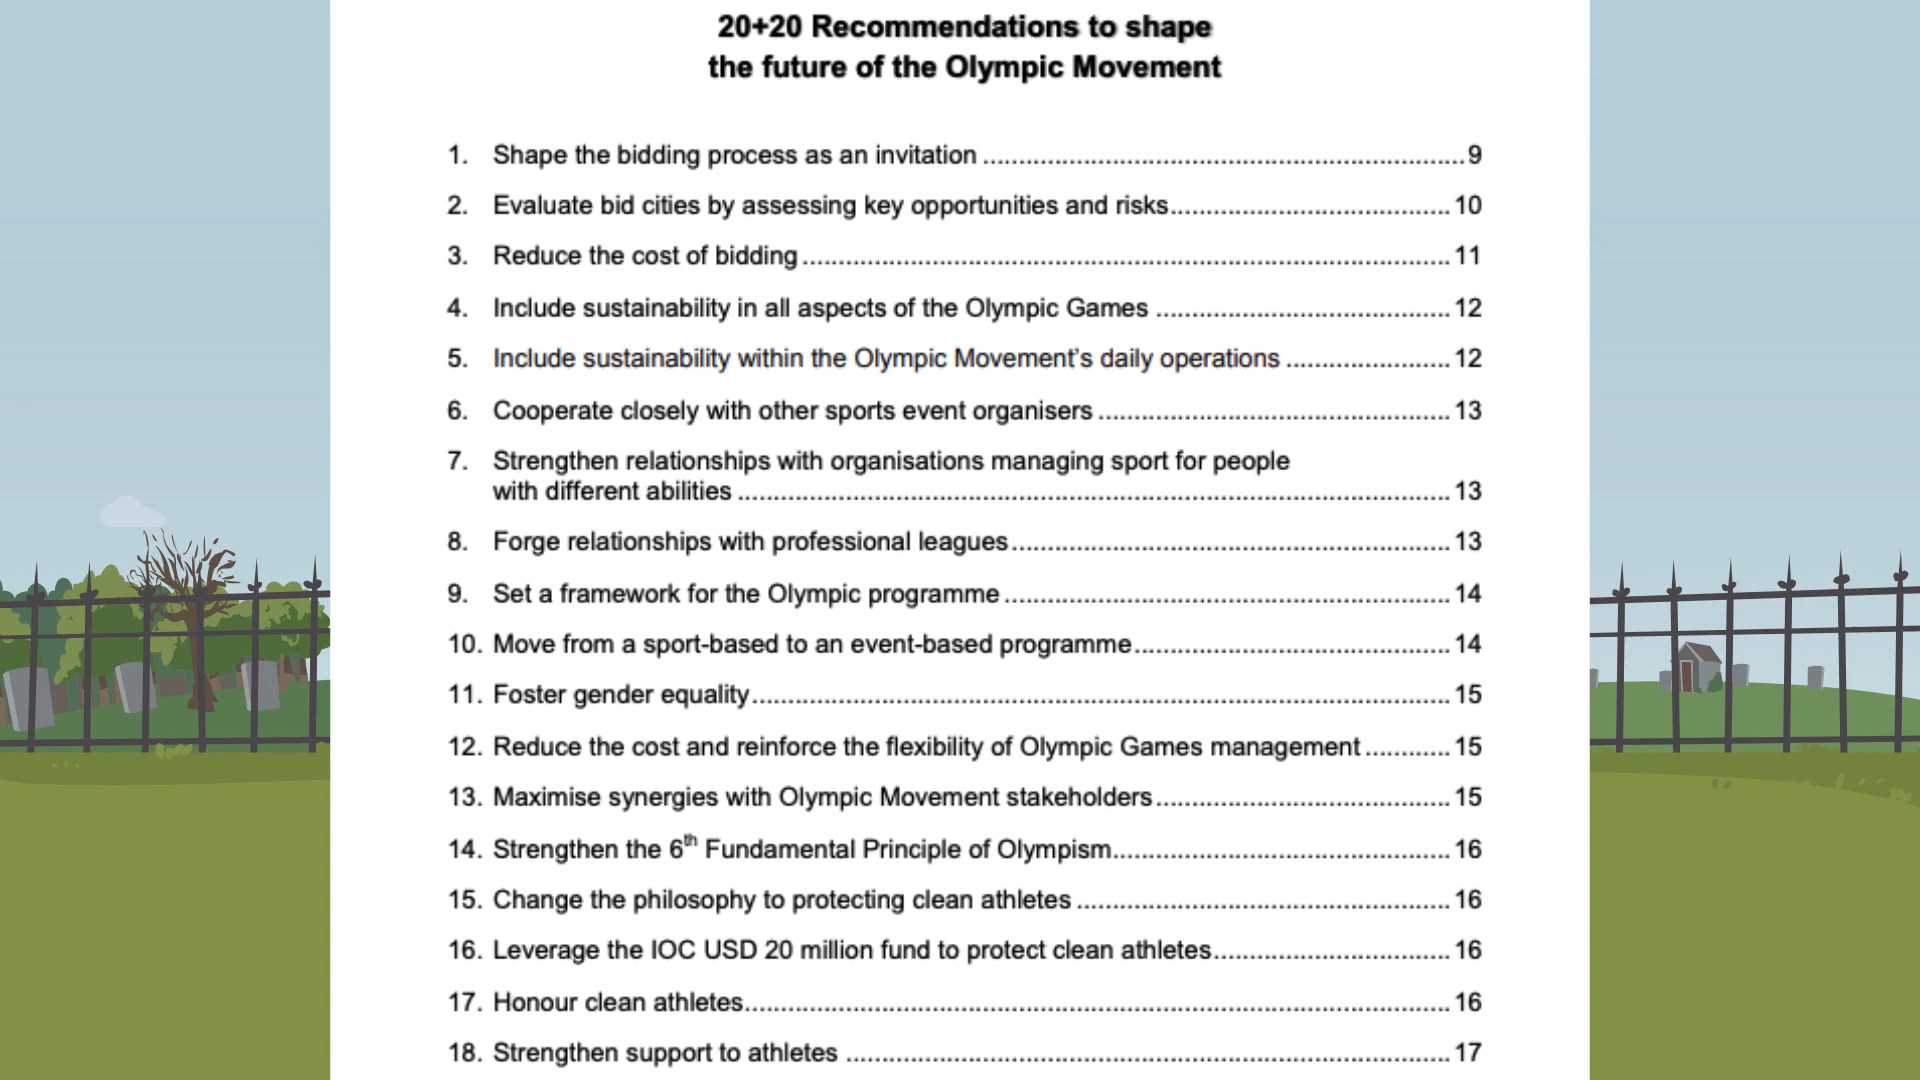 20+20 Recommendations to shape
the future of the Olympic Movement
1. Shape the bidding process as an invitation ........ 9
2. Evaluate bid cities by assessing key opportunities and risks ........ 10
3. Reduce the cost of bidding ........ 11
4. Include sustainability in all aspects of the Olympic Games ........ 12
5. Include sustainability within the Olympic Movement's daily operations ........ 12
6. Cooperate closely with other sports event organisers ........ 13
7. Strengthen relationships with organisations managing sport for people
with different abilities ........ 13
8. Forge relationships with professional leagues ........ 13
9. Set a framework for the Olympic programme ........ 14
10. Move from a sport-based to an event-based programme ........ 14
11. Foster gender equality ........ 15
12. Reduce the cost and reinforce the flexibility of Olympic Games management ........ 15
13. Maximise synergies with Olympic Movement stakeholders ........ 15
14. Strengthen the 6th Fundamental Principle of Olympism ........ 16
15. Change the philosophy to protecting clean athletes ........ 16
16. Leverage the IOC USD 20 million fund to protect clean athletes ........ 16
17. Honour clean athletes ........ 16
18. Strengthen support to athletes ........ 17